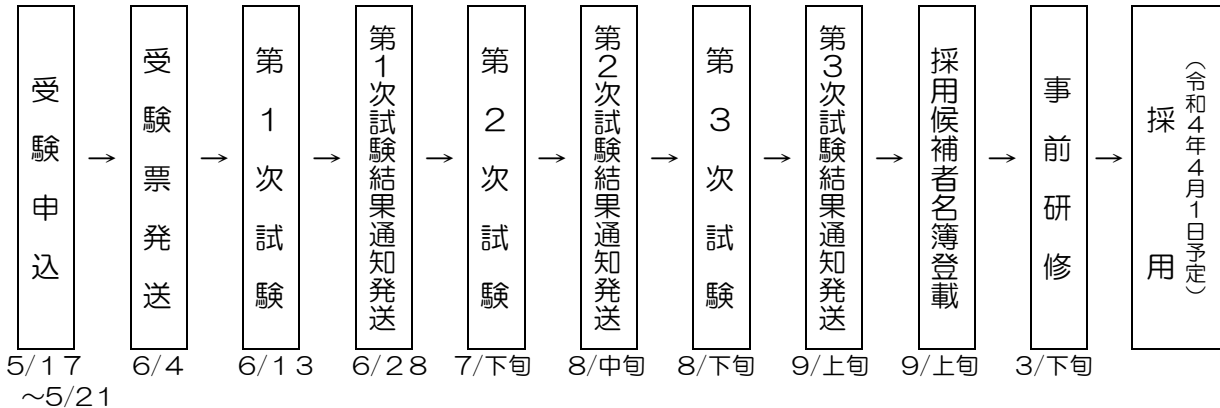 受験申込
→
受験票発送
→
第1次試験
→
第1次試験結果通知発送
→
第2次試験
→
第2次試験結果通知発送
→
第3次試験
→
第3次試験結果通知発送
→
採用候補者名簿登載
→
事前研修
→
採用
(令和4年4月1日予定)
5/17
～5/21
6/4
6/13
6/28
7/下旬
8/中旬
8/下旬
9/上旬
9/上旬
3/下旬